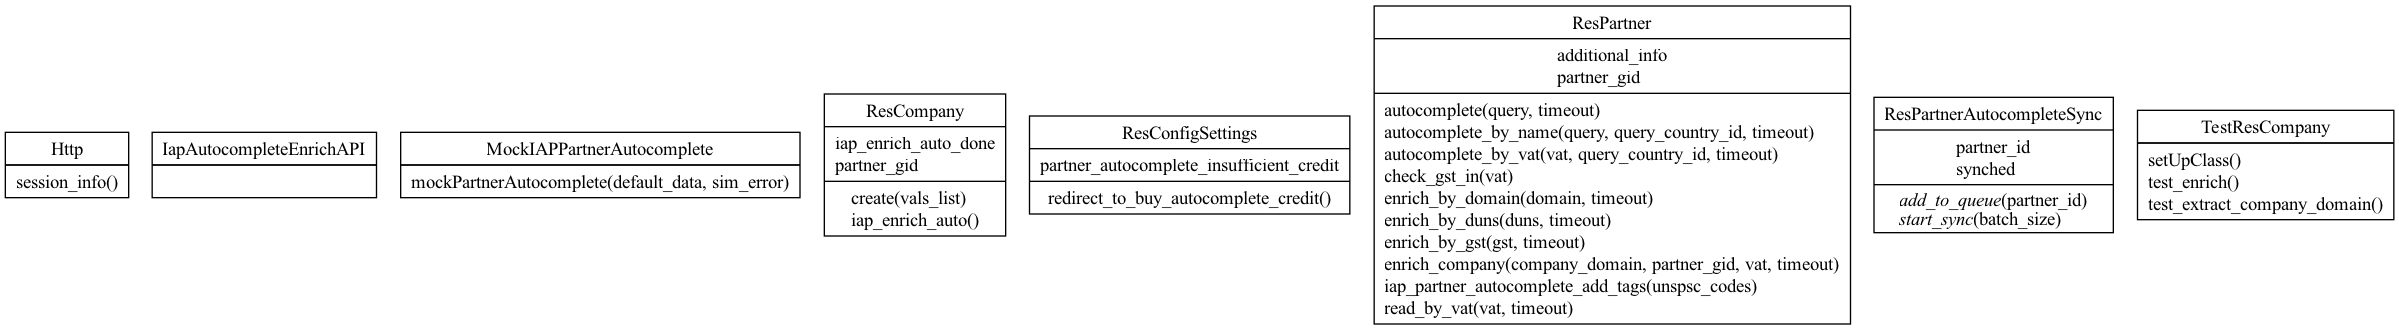 Http
session_info()
IapAutocompleteEnrichAPI
MockIAPPartnerAutocomplete
mockPartnerAutocomplete(default_data, sim_error)
ResCompany
iap_enrich_auto_done
partner_gid
create(vals_list)
iap_enrich_auto()
ResConfigSettings
partner_autocomplete_insufficient_credit
redirect_to_buy_autocomplete_credit()
ResPartner
additional_info
partner_gid
autocomplete(query, timeout)
autocomplete_by_name(query, query_country_id, timeout)
autocomplete_by_vat(vat, query_country_id, timeout)
check_gst_in(vat)
enrich_by_domain(domain, timeout)
enrich_by_duns(duns, timeout)
enrich_by_gst(gst, timeout)
enrich_company(company_domain, partner_gid, vat, timeout)
iap_partner_autocomplete_add_tags(unspsc_codes)
read_by_vat(vat, timeout)
ResPartnerAutocompleteSync
partner_id
synched
add_to_queue(partner_id)
start_sync(batch_size)
TestResCompany
setUpClass()
test_enrich()
test_extract_company_domain()